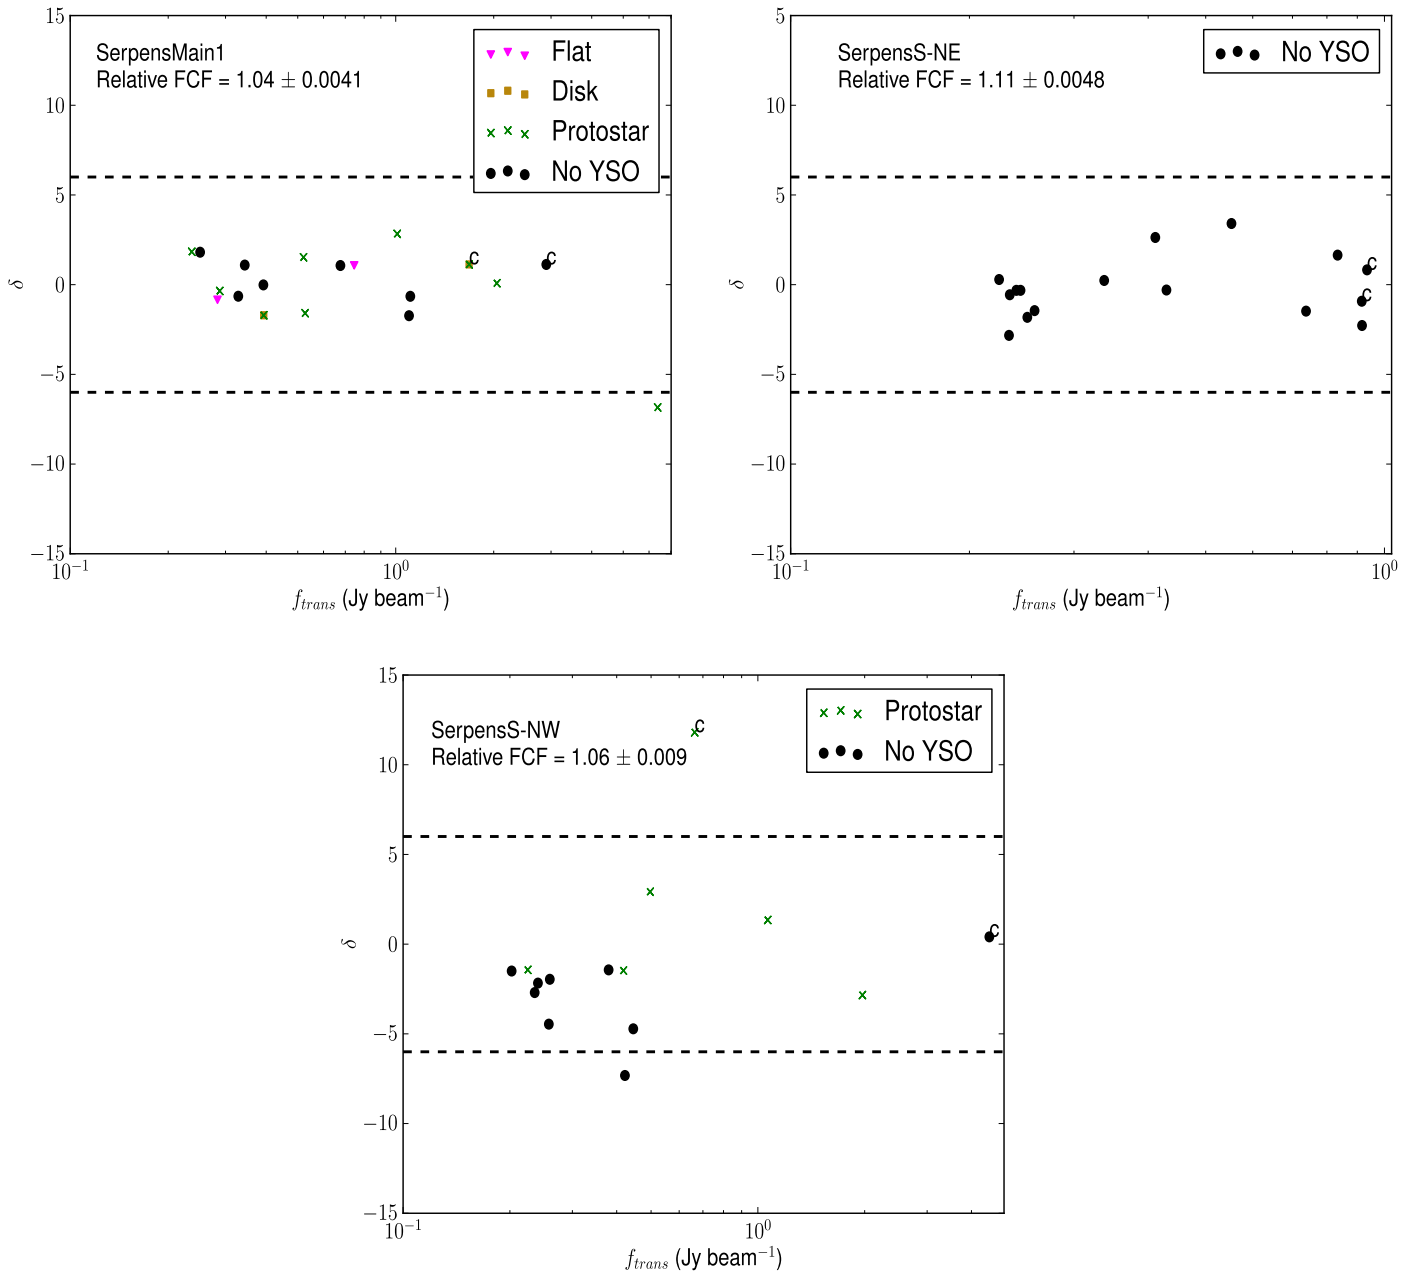 15
10
5
0
−5
−10
−15
δ
SerpensMain1
Relative FCF = 1.04 ± 0.0041
Flat
Disk
Protostar
No YSO
C
C
10⁻¹
10⁰
f_trans (Jy beam⁻¹)
5
10
5
0
−5
−10
−15
δ
SerpensS-NE
Relative FCF = 1.11 ± 0.0048
No YSO
C
C
10⁻¹
10⁰
f_trans (Jy beam⁻¹)
15
10
5
0
−5
−10
−15
δ
SerpensS-NW
Relative FCF = 1.06 ± 0.009
C
Protostar
No YSO
C
10⁻¹
10⁰
f_trans (Jy beam⁻¹)